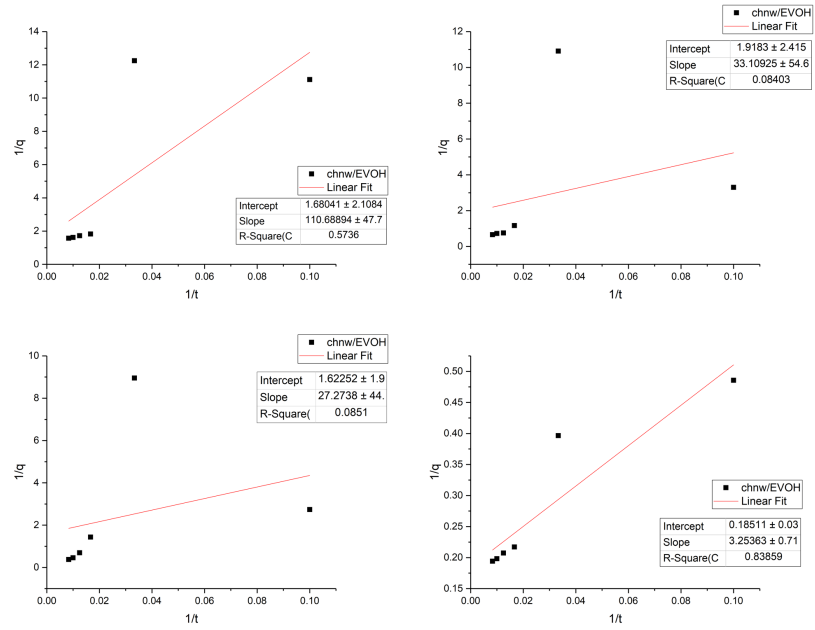 14
12
10
8
6
4
2
0
1/q
0.00 0.02 0.04 0.06 0.08 0.10
1/t
chnw/EVOH
Linear Fit
Intercept 1.68041 ± 2.1084
Slope 110.68894 ± 47.7
R-Square(C 0.5736
12
10
8
6
4
2
0
1/q
0.00 0.02 0.04 0.06 0.08 0.10
1/t
chnw/EVOH
Linear Fit
Intercept 1.9183 ± 2.415
Slope 33.10925 ± 54.6
R-Square(C 0.08403
10
8
6
4
2
0
1/q
0.00 0.02 0.04 0.06 0.08 0.10
1/t
chnw/EVOH
Linear Fit
Intercept 1.62252 ± 1.9
Slope 27.2738 ± 44.
R-Square( 0.0851
0.50
0.45
0.40
0.35
0.30
0.25
0.20
0.15
1/q
0.00 0.02 0.04 0.06 0.08 0.10
1/t
chnw/EVOH
Linear Fit
Intercept 0.18511 ± 0.03
Slope 3.25363 ± 0.71
R-Square(C 0.83859